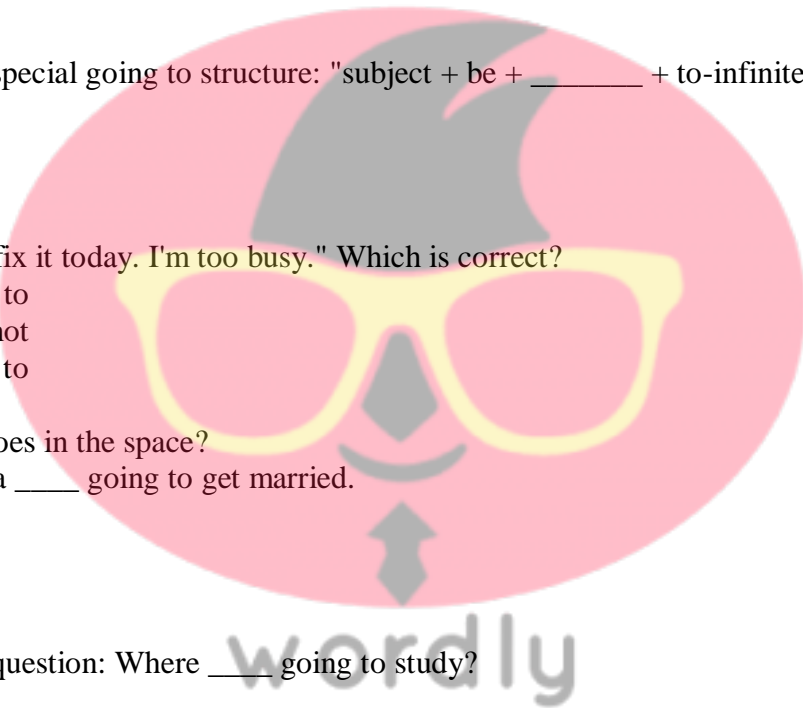 special going to structure: "subject + be + _______ + to-infinite
fix it today. I'm too busy." Which is correct?
to
not
to
oes in the space?
a ____ going to get married.
question: Where ____ going to study?
wordly